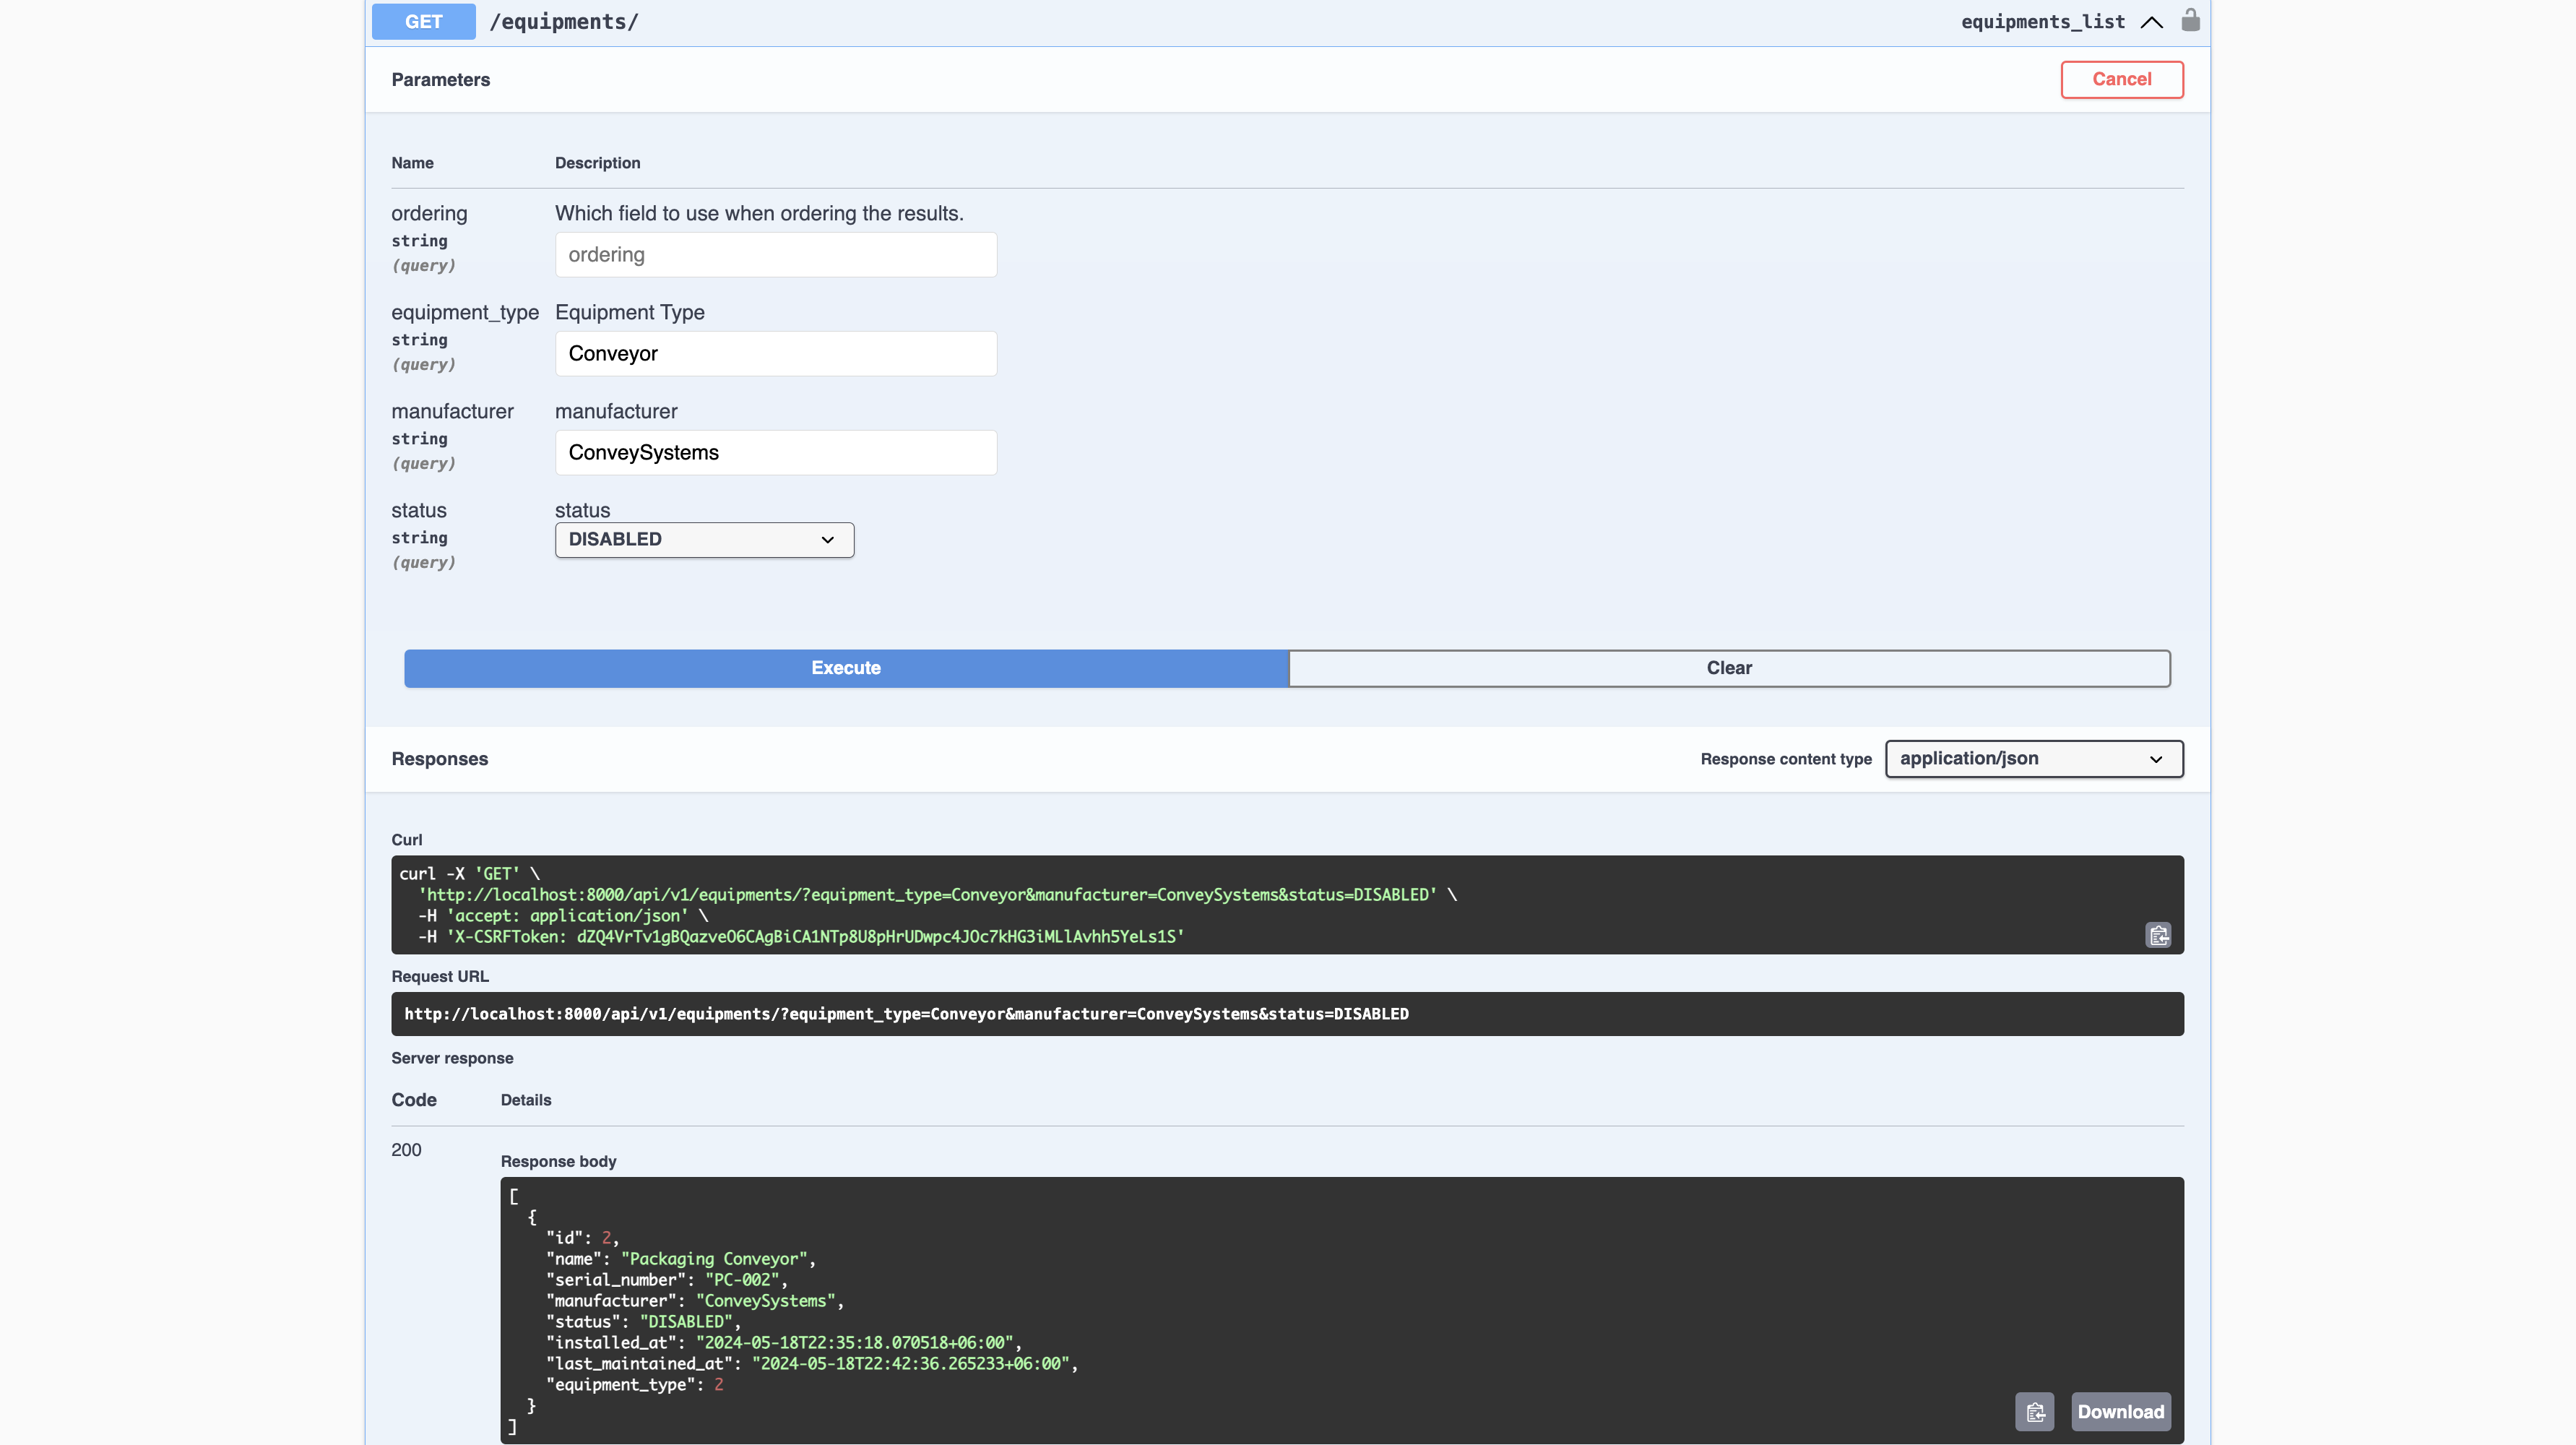 GET /equipments/ equipments_list
Parameters Cancel
Name Description
ordering Which field to use when ordering the results.
string
(query)
ordering
equipment_type Equipment Type
string
(query)
Conveyor
manufacturer manufacturer
string
(query)
ConveySystems
status status
string
(query)
DISABLED
Execute Clear
Responses Response content type application/json
Curl
curl -X 'GET' \
'http://localhost:8000/api/v1/equipments/?equipment_type=Conveyor&manufacturer=ConveySystems&status=DISABLED' \
-H 'accept: application/json' \
-H 'X-CSRFToken: dZQ4VrTv1gBQazveO6CAgBiCA1NTp8U8pHrUDwpc4JOc7kHG3iMLlAvhh5YeLs1S'
Request URL
http://localhost:8000/api/v1/equipments/?equipment_type=Conveyor&manufacturer=ConveySystems&status=DISABLED
Server response
Code Details
200
Response body
[
{
"id": 2,
"name": "Packaging Conveyor",
"serial_number": "PC-002",
"manufacturer": "ConveySystems",
"status": "DISABLED",
"installed_at": "2024-05-18T22:35:18.070518+06:00",
"last_maintained_at": "2024-05-18T22:42:36.265233+06:00",
"equipment_type": 2
}
]
Download